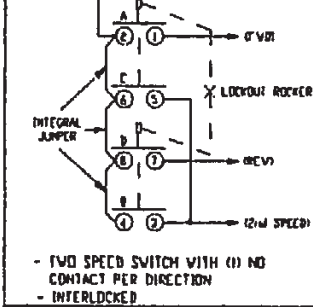 A
2 1
(FWD)
C
6 5
LOCKOUT ROCKER
INTEGRAL
JUMPER
D
8 7
(REV)
B
4 3
(2nd SPEED)
- TWO SPEED SWITCH WITH (1) NO
CONTACT PER DIRECTION
- INTERLOCKED